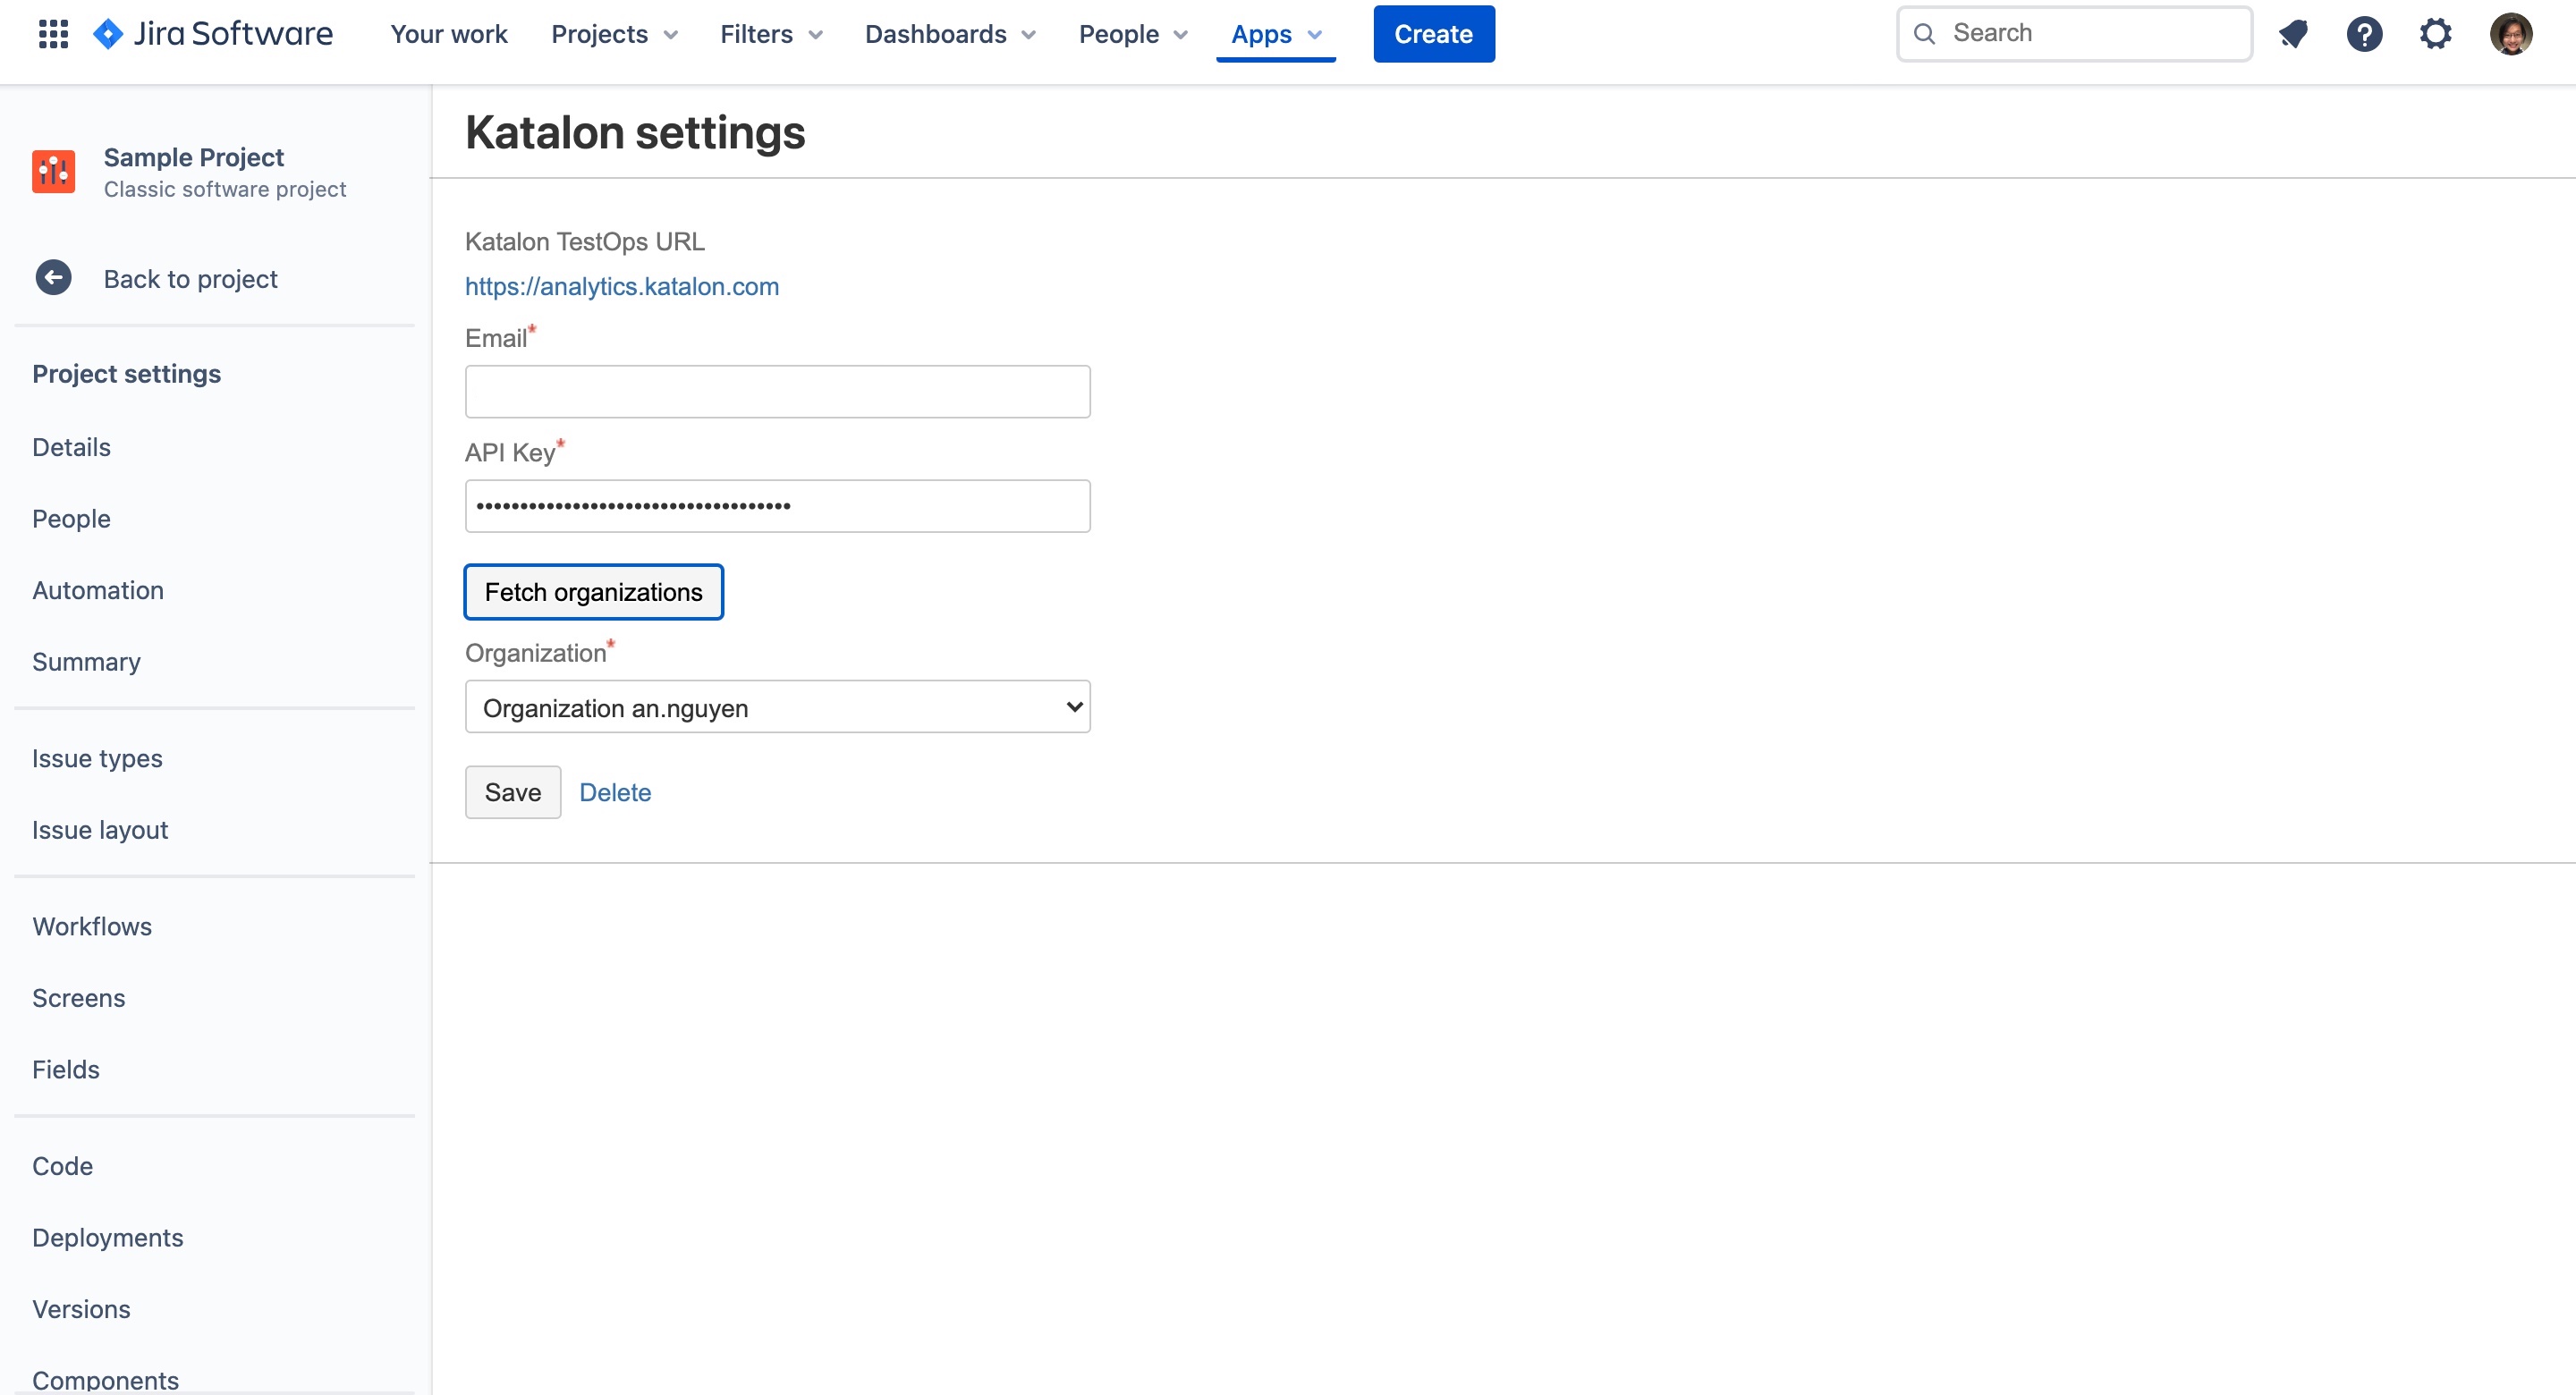 Jira Software Your work Projects Filters Dashboards People Apps Create Search
Sample Project
Classic software project
Back to project
Project settings
Details
People
Automation
Summary
Issue types
Issue layout
Workflows
Screens
Fields
Code
Deployments
Versions
Components
Katalon settings
Katalon TestOps URL
https://analytics.katalon.com
Email*
API Key*
••••••••••••••••••••••••••••••••••••
Fetch organizations
Organization*
Organization an.nguyen
Save Delete